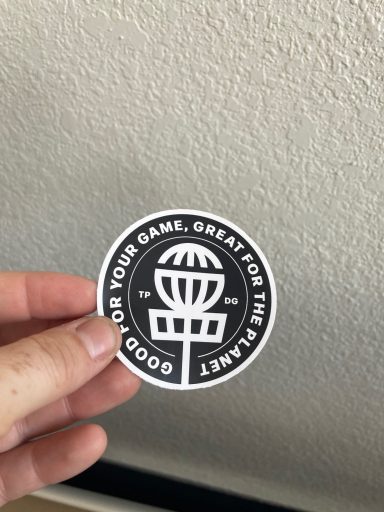 GOOD FOR YOUR GAME, GREAT FOR THE PLANET
TP
DG